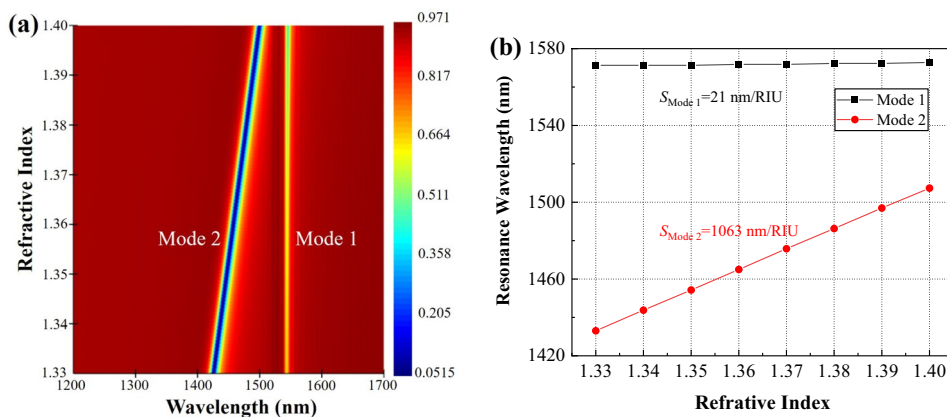 (a)
Refractive Index
1.40
1.39
1.38
1.37
1.36
1.35
1.34
1.33
Mode 2
Mode 1
1200
1300
1400
1500
1600
1700
Wavelength (nm)
0.971
0.817
0.664
0.511
0.358
0.205
0.0515
(b)
Resonance Wavelength (nm)
1580
1540
1500
1460
1420
S Mode 1=21 nm/RIU
Mode 1
Mode 2
S Mode 2=1063 nm/RIU
1.33 1.34 1.35 1.36 1.37 1.38 1.39 1.40
Refrative Index